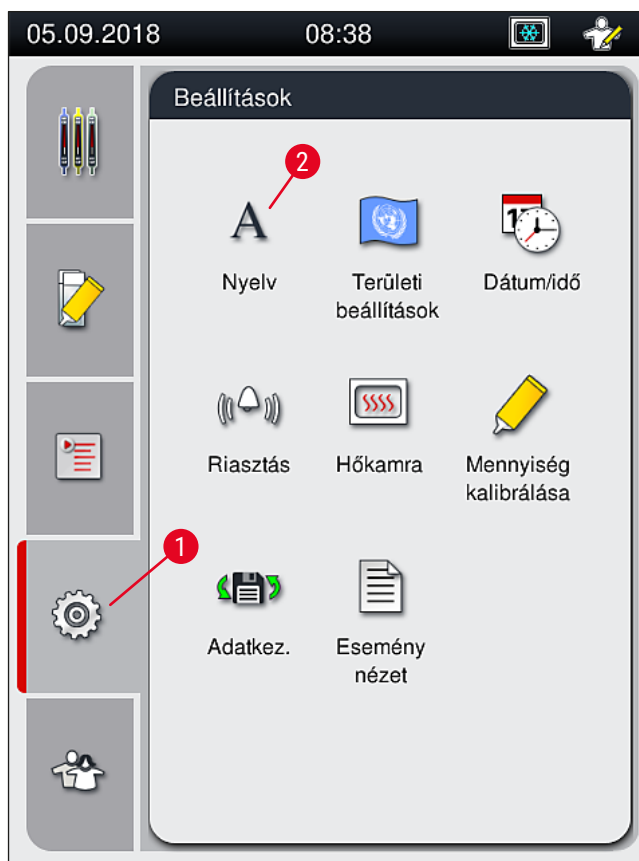 05.09.2018 08:38
Beállítások
2
Nyelv
Területi
beállítások
Dátum/idő
Riasztás
Hőkamra
Mennyiség
kalibrálása
1
Adatkez.
Esemény
nézet